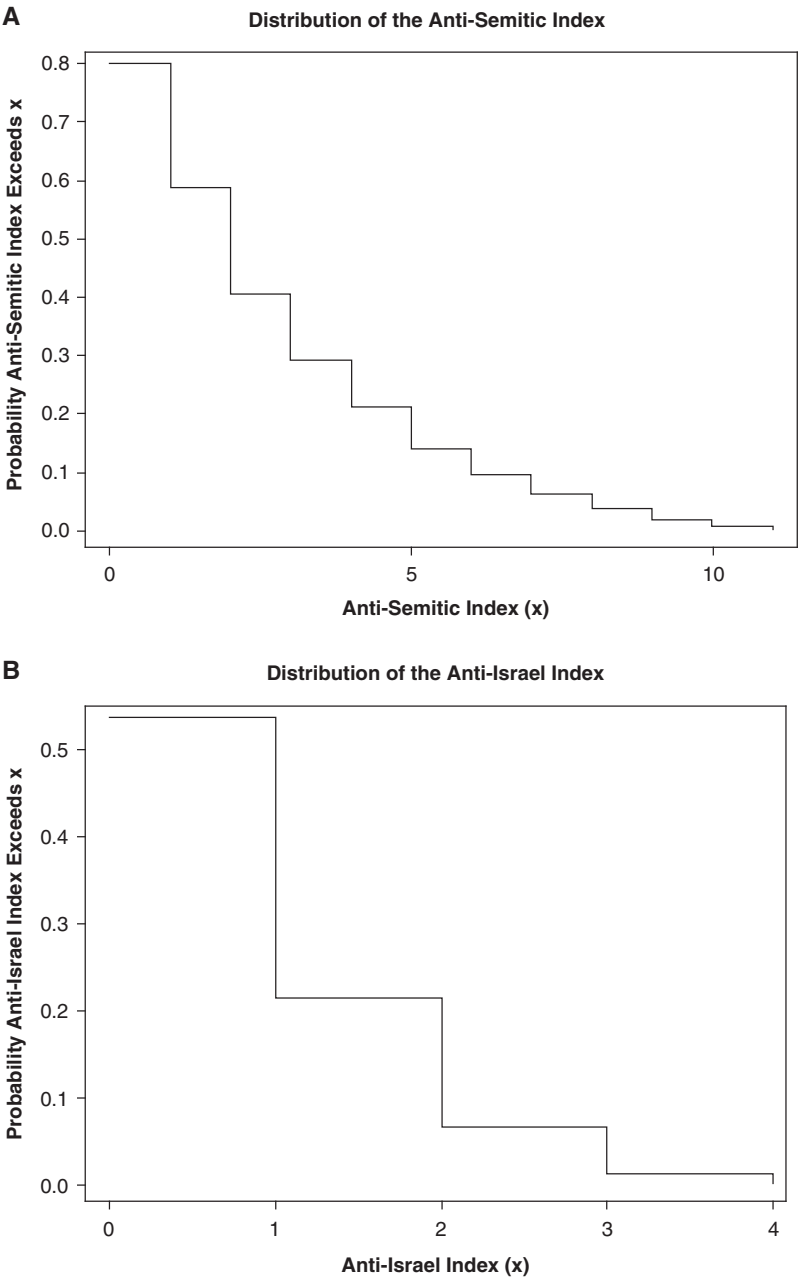 A
Distribution of the Anti-Semitic Index
Probability Anti-Semitic Index Exceeds x
0.8
0.7
0.6
0.5
0.4
0.3
0.2
0.1
0.0
0 5 10
Anti-Semitic Index (x)
B
Distribution of the Anti-Israel Index
Probability Anti-Israel Index Exceeds x
0.5
0.4
0.3
0.2
0.1
0.0
0 1 2 3 4
Anti-Israel Index (x)